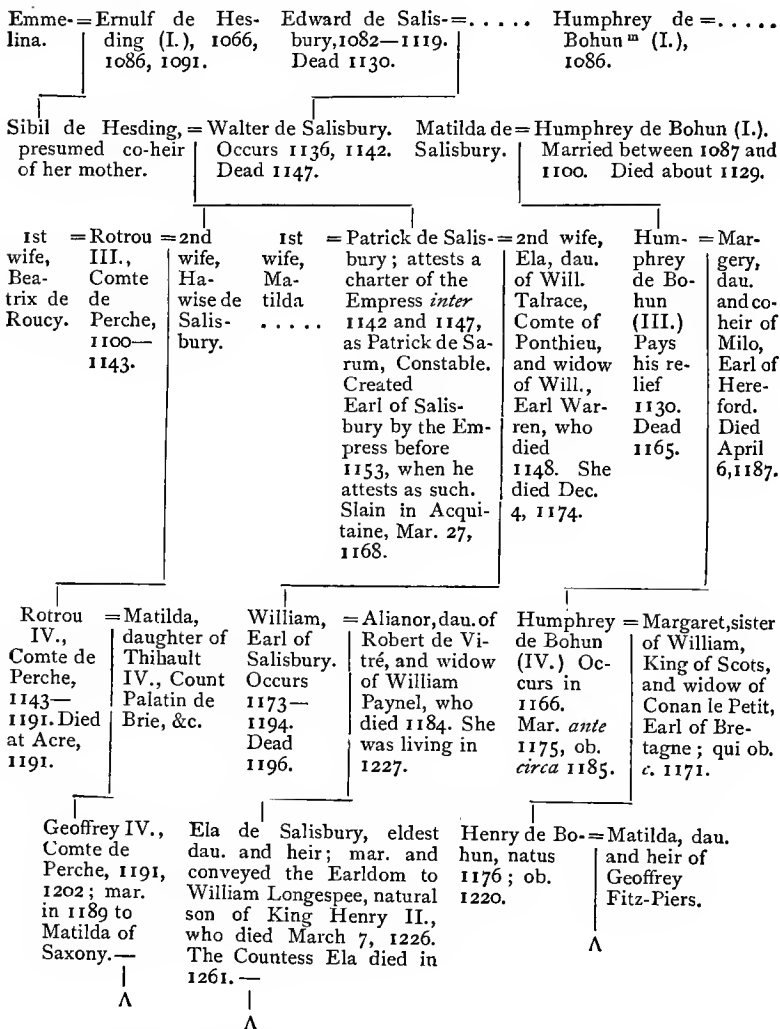 Emme-
lina.
= Ernulf de Hes-
ding (I.), 1066,
1086, 1091.
Edward de Salis-
bury, 1082—1119.
Dead 1130.
= . . . . .
Humphrey de
Bohun ᵐ (I.),
1086.
= . . . . .
Sibil de Hesding,
presumed co-heir
of her mother.
= Walter de Salisbury.
Occurs 1136, 1142.
Dead 1147.
Matilda de
Salisbury.
= Humphrey de Bohun (I.).
Married between 1087 and
1100. Died about 1129.
1st
wife,
Bea-
trix de
Roucy.
= Rotrou
III.,
Comte
de
Perche,
1100—
1143.
= 2nd
wife,
Ha-
wise de
Salis-
bury.
1st
wife,
Ma-
tilda
. . . . .
= Patrick de Salis-
bury ; attests a
charter of the
Empress inter
1142 and 1147,
as Patrick de Sa-
rum, Constable.
Created
Earl of Salis-
bury by the Em-
press before
1153, when he
attests as such.
Slain in Acqui-
taine, Mar. 27,
1168.
= 2nd wife,
Ela, dau.
of Will.
Talrace,
Comte of
Ponthieu,
and widow
of Will.,
Earl War-
ren, who
died
1148. She
died Dec.
4, 1174.
Hum-
phrey
de Bo-
hun
(III.)
Pays
his re-
lief
1130.
Dead
1165.
= Mar-
gery,
dau.
and co-
heir of
Milo,
Earl of
Here-
ford.
Died
April
6, 1187.
Rotrou
IV.,
Comte de
Perche,
1143—
1191. Died
at Acre,
1191.
= Matilda,
daughter of
Thibault
IV., Count
Palatin de
Brie, &c.
William,
Earl of
Salisbury.
Occurs
1173—
1194.
Dead
1196.
= Alianor, dau. of
Robert de Vi-
tré, and widow
of William
Paynel, who
died 1184. She
was living in
1227.
Humphrey
de Bohun
(IV.) Oc-
curs in
1166.
Mar. ante
1175, ob.
circa 1185.
= Margaret, sister
of William,
King of Scots,
and widow of
Conan le Petit,
Earl of Bre-
tagne ; qui ob.
c. 1171.
Geoffrey IV.,
Comte de
Perche, 1191,
1202 ; mar.
in 1189 to
Matilda of
Saxony.—
Ela de Salisbury, eldest
dau. and heir ; mar. and
conveyed the Earldom to
William Longespee, natural
son of King Henry II.,
who died March 7, 1226.
The Countess Ela died in
1261.—
Henry de Bo-
hun, natus
1176 ; ob.
1220.
= Matilda, dau.
and heir of
Geoffrey
Fitz-Piers.